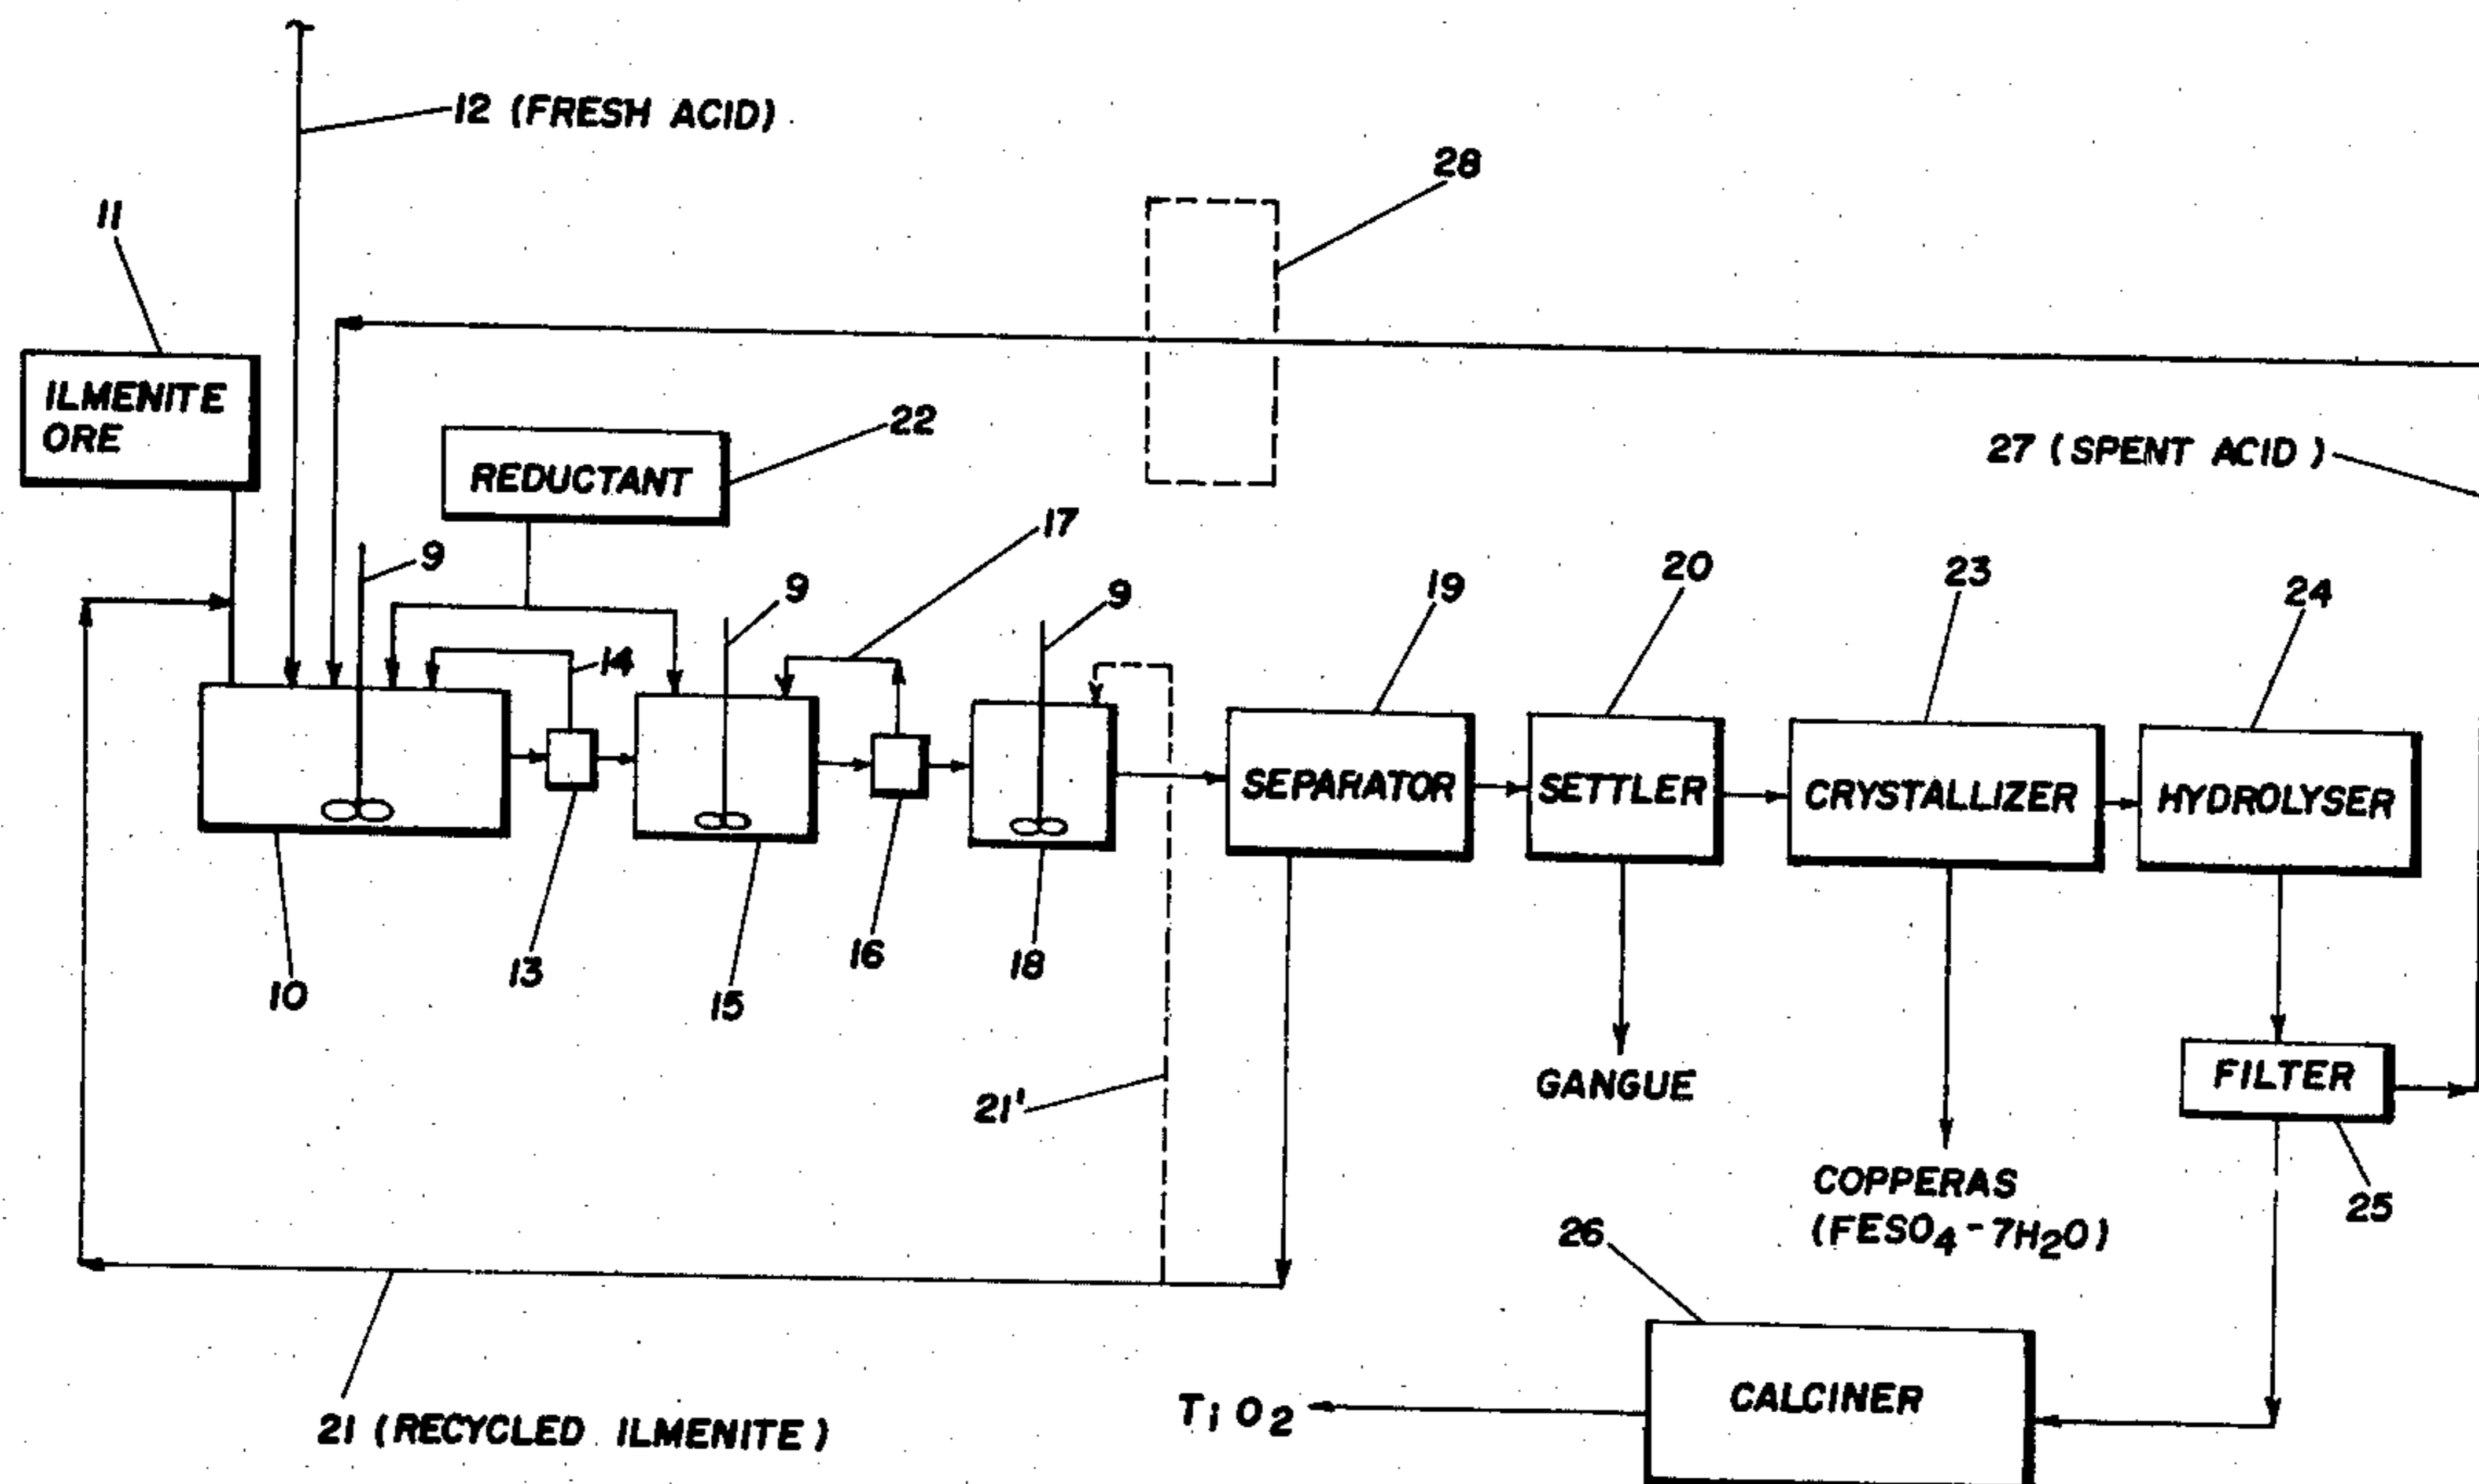 12 (FRESH ACID)
28
11
ILMENITE
ORE
22
REDUCTANT
27 (SPENT ACID)
17
9
9
9
19
20
23
24
14
SEPARATOR
SETTLER
CRYSTALLIZER
HYDROLYSER
10
13
15
16
18
21'
GANGUE
FILTER
25
COPPERAS
(FESO4-7H2O)
26
CALCINER
TiO2
21 (RECYCLED ILMENITE)